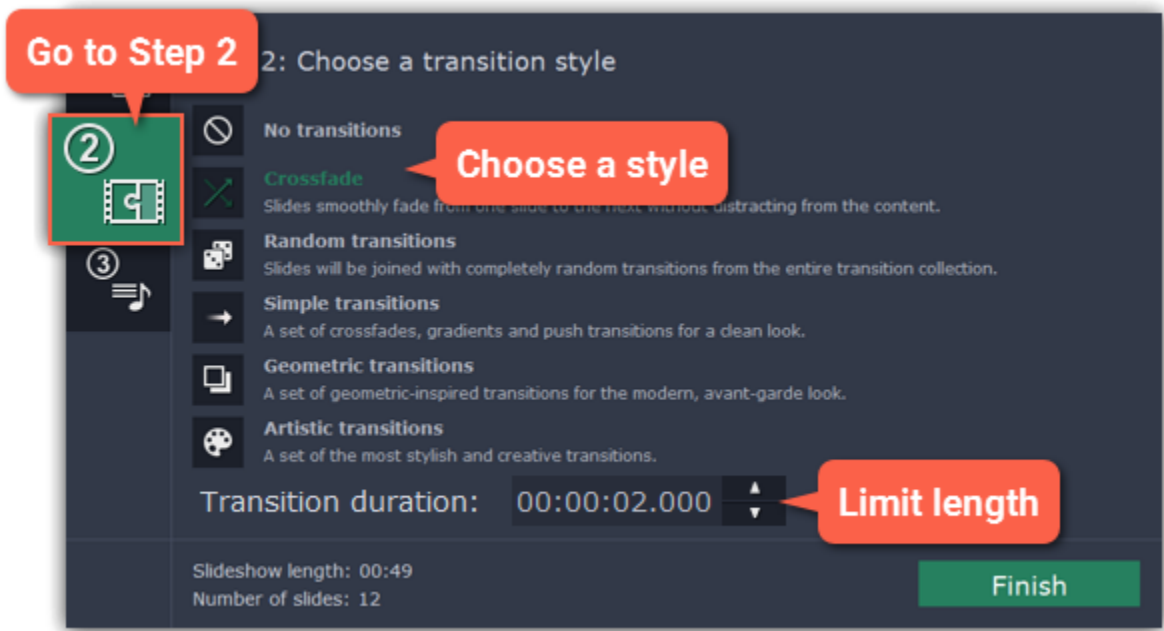 Go to Step 2
2: Choose a transition style
2
No transitions
Choose a style
Crossfade
Slides smoothly fade from one slide to the next without distracting from the content.
3
Random transitions
Slides will be joined with completely random transitions from the entire transition collection.
Simple transitions
A set of crossfades, gradients and push transitions for a clean look.
Geometric transitions
A set of geometric-inspired transitions for the modern, avant-garde look.
Artistic transitions
A set of the most stylish and creative transitions.
Transition duration: 00:00:02.000
Limit length
Slideshow length: 00:49
Number of slides: 12
Finish